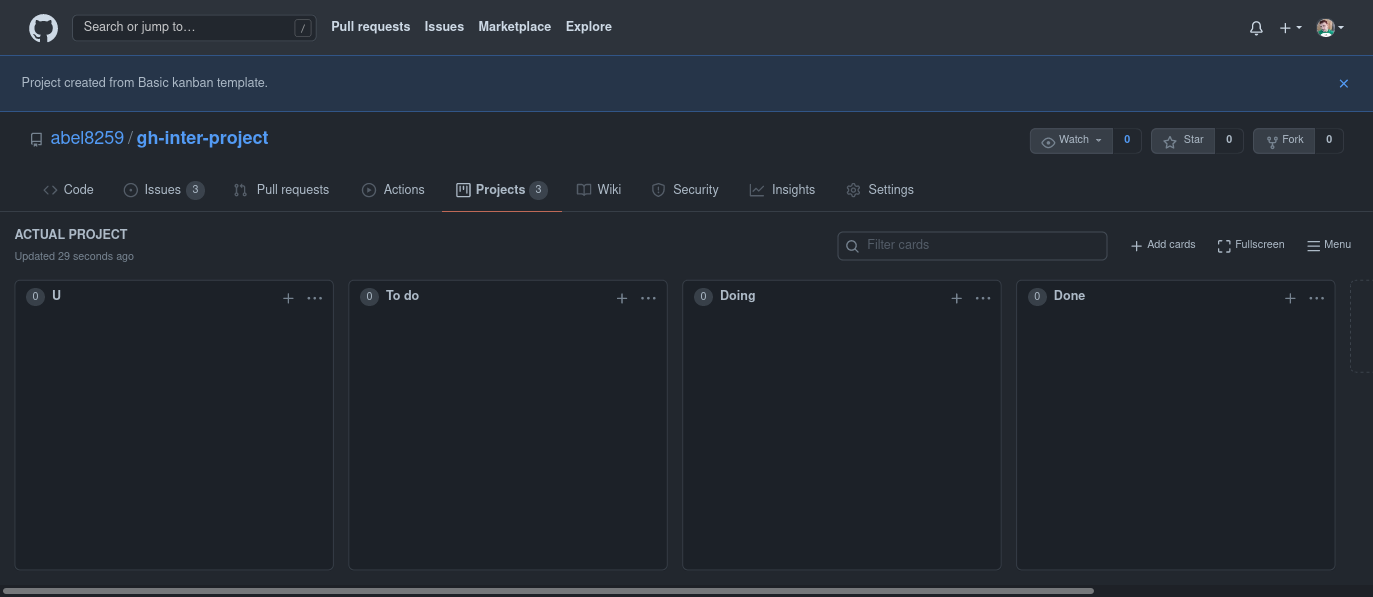 Search or jump to… /
Pull requests Issues Marketplace Explore
Project created from Basic kanban template.
abel8259 / gh-inter-project
Watch 0 Star 0 Fork 0
Code Issues 3 Pull requests Actions Projects 3 Wiki Security Insights Settings
ACTUAL PROJECT
Updated 29 seconds ago
Filter cards
Add cards Fullscreen Menu
0 U
0 To do
0 Doing
0 Done